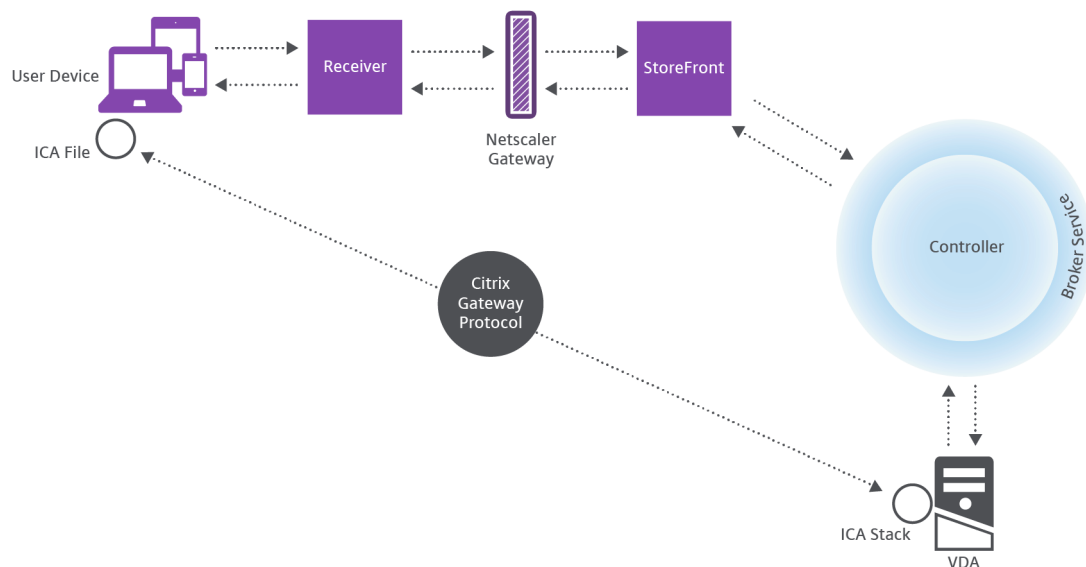 User Device
Receiver
StoreFront
Netscaler
Gateway
ICA File
Controller
Broker Service
Citrix
Gateway
Protocol
ICA Stack
VDA